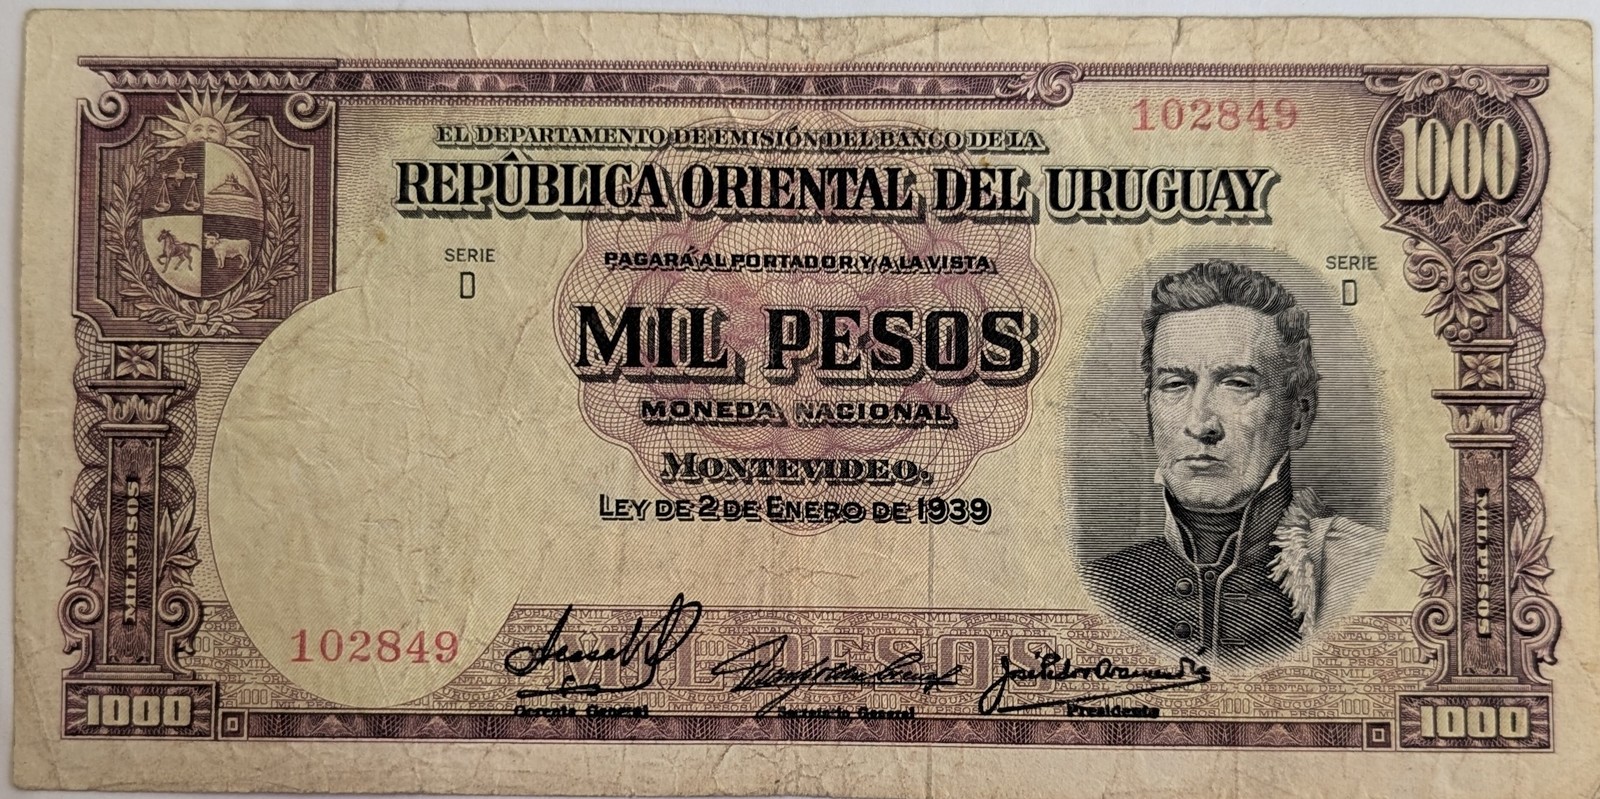 102849
1000
EL DEPARTAMENTO DE EMISIÓN DEL BANCO DE LA
REPÚBLICA ORIENTAL DEL URUGUAY
SERIE
D
PAGARÁ AL PORTADOR Y A LA VISTA
SERIE
D
MIL PESOS
MONEDA NACIONAL
MONTEVIDEO.
LEY DE 2 DE ENERO DE 1939
MIL PESOS
MIL PESOS
102849
MIL PESOS
Gerente General
Secretario General
Presidente
1000
1000